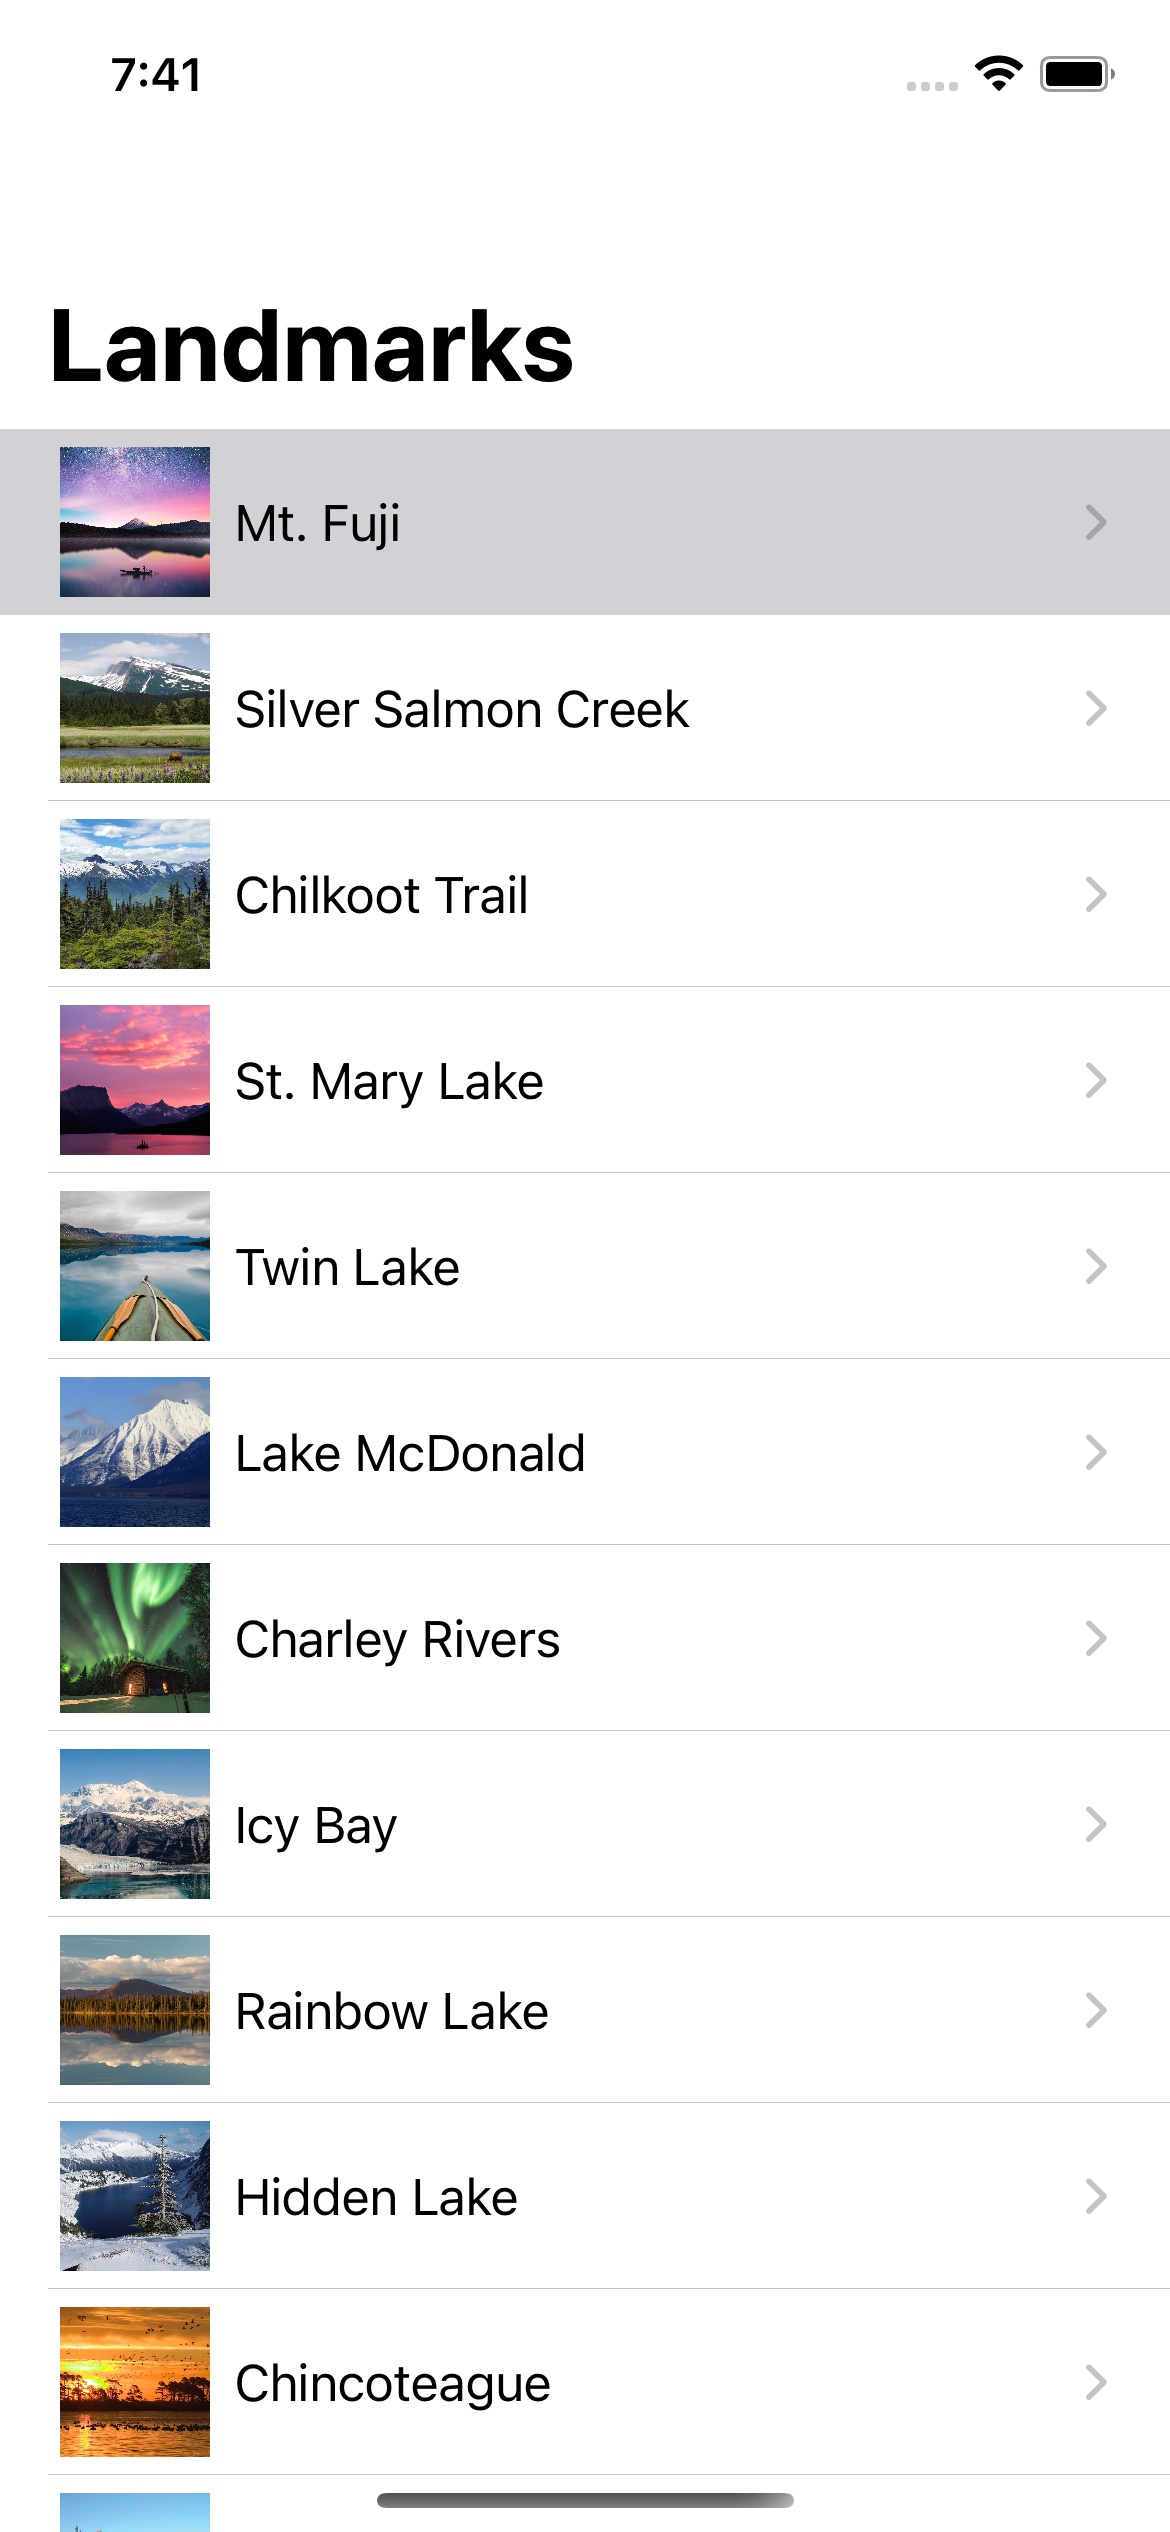 7:41
Landmarks
Mt. Fuji
Silver Salmon Creek
Chilkoot Trail
St. Mary Lake
Twin Lake
Lake McDonald
Charley Rivers
Icy Bay
Rainbow Lake
Hidden Lake
Chincoteague